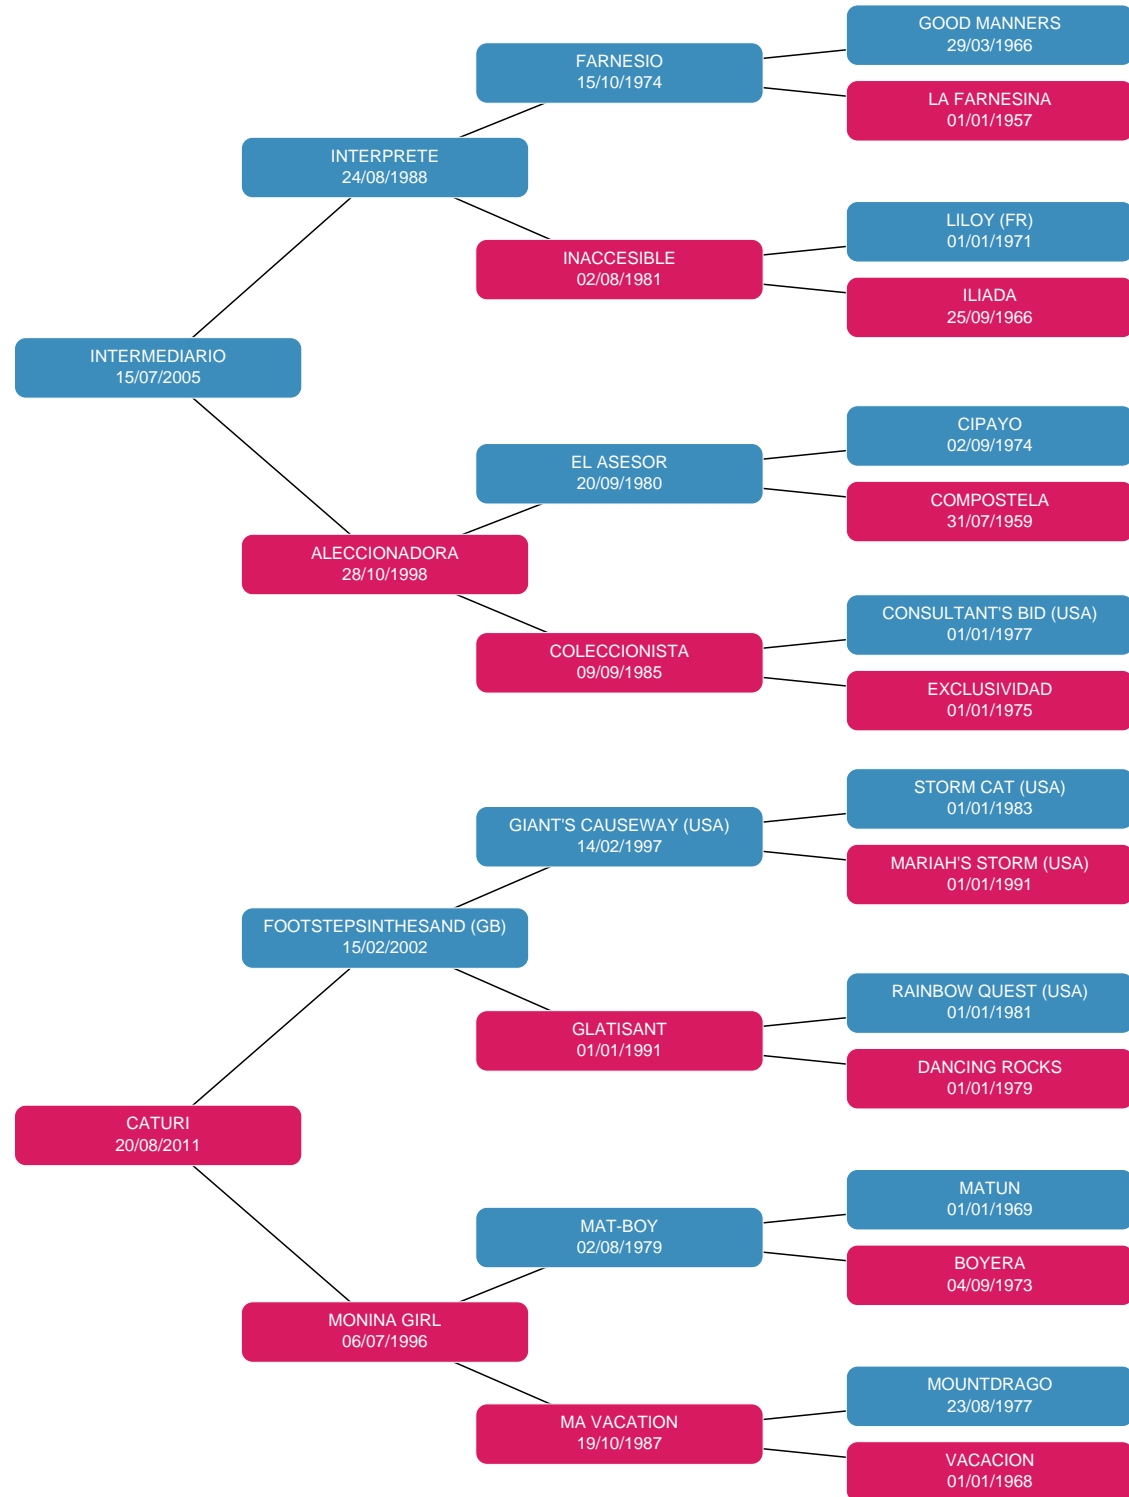 GOOD MANNERS
29/03/1966
FARNESIO
15/10/1974
LA FARNESINA
01/01/1957
INTERPRETE
24/08/1988
LILOY (FR)
01/01/1971
INACCESIBLE
02/08/1981
ILIADA
25/09/1966
INTERMEDIARIO
15/07/2005
CIPAYO
02/09/1974
EL ASESOR
20/09/1980
COMPOSTELA
31/07/1959
ALECCIONADORA
28/10/1998
CONSULTANT'S BID (USA)
01/01/1977
COLECCIONISTA
09/09/1985
EXCLUSIVIDAD
01/01/1975
STORM CAT (USA)
01/01/1983
GIANT'S CAUSEWAY (USA)
14/02/1997
MARIAH'S STORM (USA)
01/01/1991
FOOTSTEPSINTHESAND (GB)
15/02/2002
RAINBOW QUEST (USA)
01/01/1981
GLATISANT
01/01/1991
DANCING ROCKS
01/01/1979
CATURI
20/08/2011
MATUN
01/01/1969
MAT-BOY
02/08/1979
BOYERA
04/09/1973
MONINA GIRL
06/07/1996
MOUNTDRAGO
23/08/1977
MA VACATION
19/10/1987
VACACION
01/01/1968